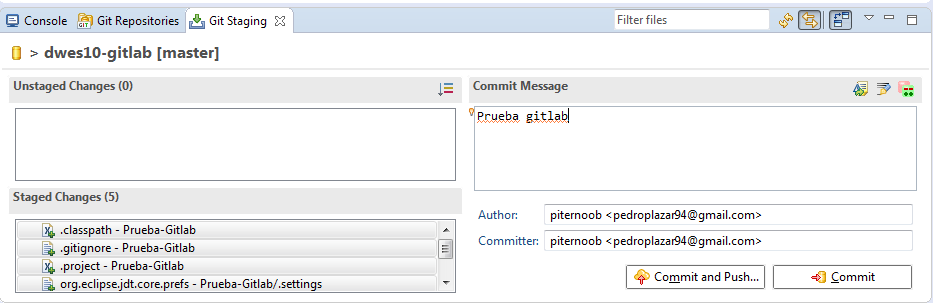 Console Git Repositories Git Staging Filter files
> dwes10-gitlab [master]
Unstaged Changes (0)
Commit Message
Prueba gitlab
Staged Changes (5)
.classpath - Prueba-Gitlab
.gitignore - Prueba-Gitlab
.project - Prueba-Gitlab
org.eclipse.jdt.core.prefs - Prueba-Gitlab/.settings
Author: piternoob <pedroplazar94@gmail.com>
Committer: piternoob <pedroplazar94@gmail.com>
Commit and Push... Commit